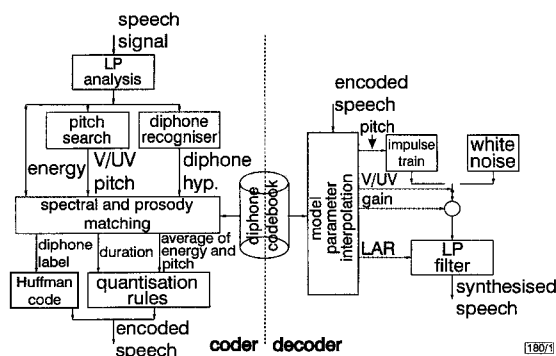 speech
signal
LP
analysis
pitch
search
diphone
recogniser
energy
V/UV
pitch
diphone
hyp.
spectral and prosody
matching
diphone
label
duration
average of
energy and
pitch
Huffman
code
quantisation
rules
encoded
speech
diphone
codebook
coder
decoder
encoded
speech
pitch
impulse
train
white
noise
model
parameter
interpolation
V/UV
gain
LAR
LP
filter
synthesised
speech
180/1